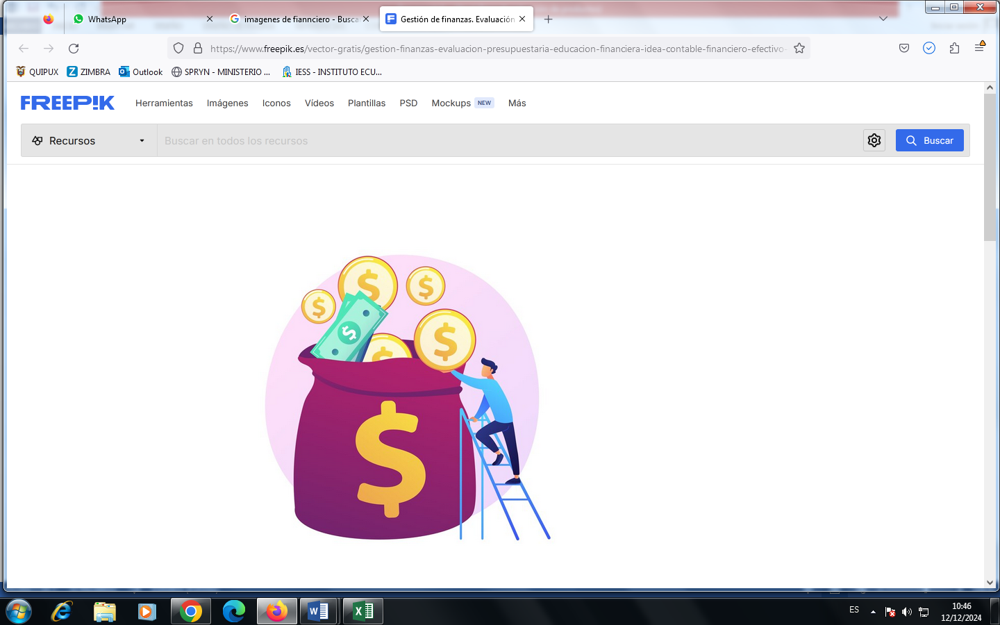 WhatsApp
imagenes de fiannciero - Busca
Gestión de finanzas. Evaluación
https://www.freepik.es/vector-gratis/gestion-finanzas-evaluacion-presupuestaria-educacion-financiera-idea-contable-financiero-efectivo-
QUIPUX
ZIMBRA
Outlook
SPRYN - MINISTERIO ...
IESS - INSTITUTO ECU...
FREEP!K
Herramientas
Imágenes
Iconos
Vídeos
Plantillas
PSD
Mockups NEW
Más
Recursos
Buscar en todos los recursos
Buscar
$
$
$
$
$
$
$
ES
10:46
12/12/2024